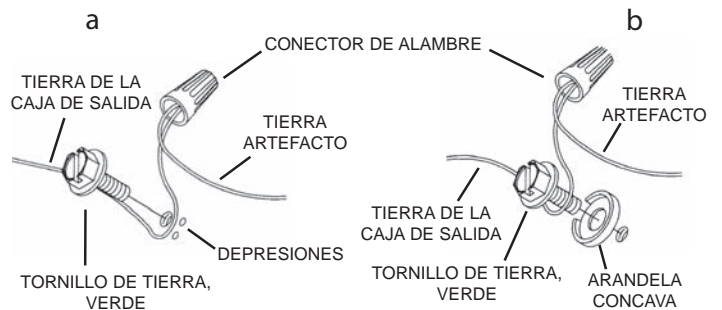 a
b
CONECTOR DE ALAMBRE
TIERRA DE LA
CAJA DE SALIDA
TIERRA
ARTEFACTO
DEPRESIONES
TORNILLO DE TIERRA,
VERDE
TIERRA
ARTEFACTO
TIERRA DE LA
CAJA DE SALIDA
TORNILLO DE TIERRA,
VERDE
ARANDELA
CONCAVA